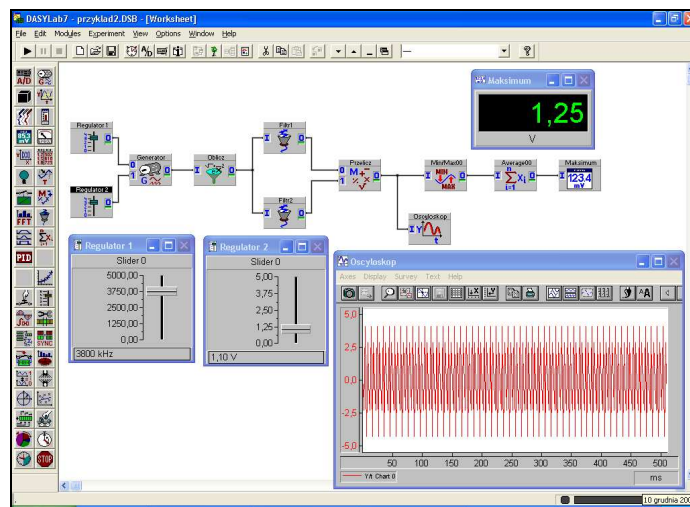 DASYLab7 - przyklad2.DSB - [Worksheet]
File Edit Modules Experiment View Options Window Help
Maksimum
1,25
V
Regulator 1
Filtr1
Generator
Oblicz
Przelicz
Min/Max00
Average00
Maksimum
Regulator 2
Filtr2
Oscyloskop
Regulator 1
Slider 0
5000,00
3750,00
2500,00
1250,00
0,00
3800 kHz
Regulator 2
Slider 0
5,00
3,75
2,50
1,25
0,00
1,10 V
Oscyloskop
Axes Display Survey Text Help
5,0
2,5
0,0
-2,5
-5,0
50 100 150 200 250 300 350 400 450 500
Y/t Chart 0
ms
10 grudnia 200